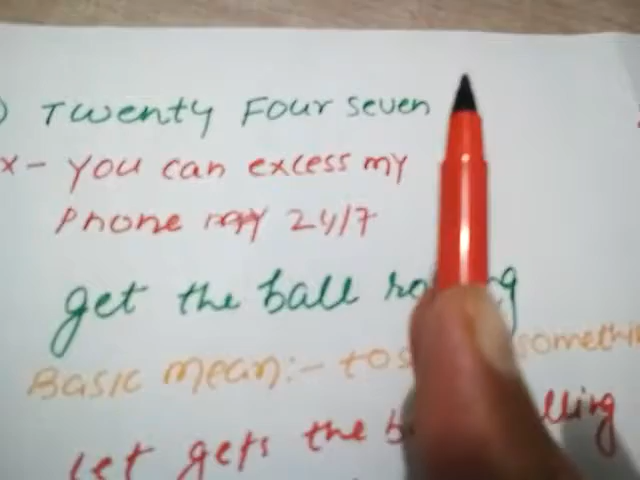 ) Twenty Four seven
x - you can excess my
Phone 24/7
get the ball
Basic mean:- to
Let gets the